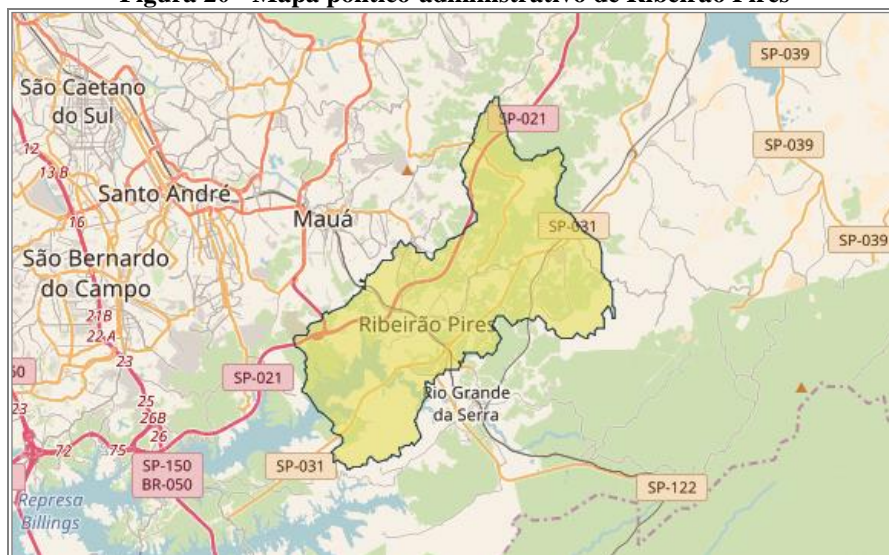 Figura 20 - Mapa político-administrativo de Ribeirão Pires
São Caetano
do Sul
SP-039
SP-021
12
13 B
SP-039
Santo André
16
Mauá
SP-031
SP-039
São Bernardo
do Campo
21B
22 A
Ribeirão Pires
23
SP-021
50
Rio Grande
da Serra
25
26B
23
26
72
75
SP-150
BR-050
SP-031
SP-122
Represa
Billings